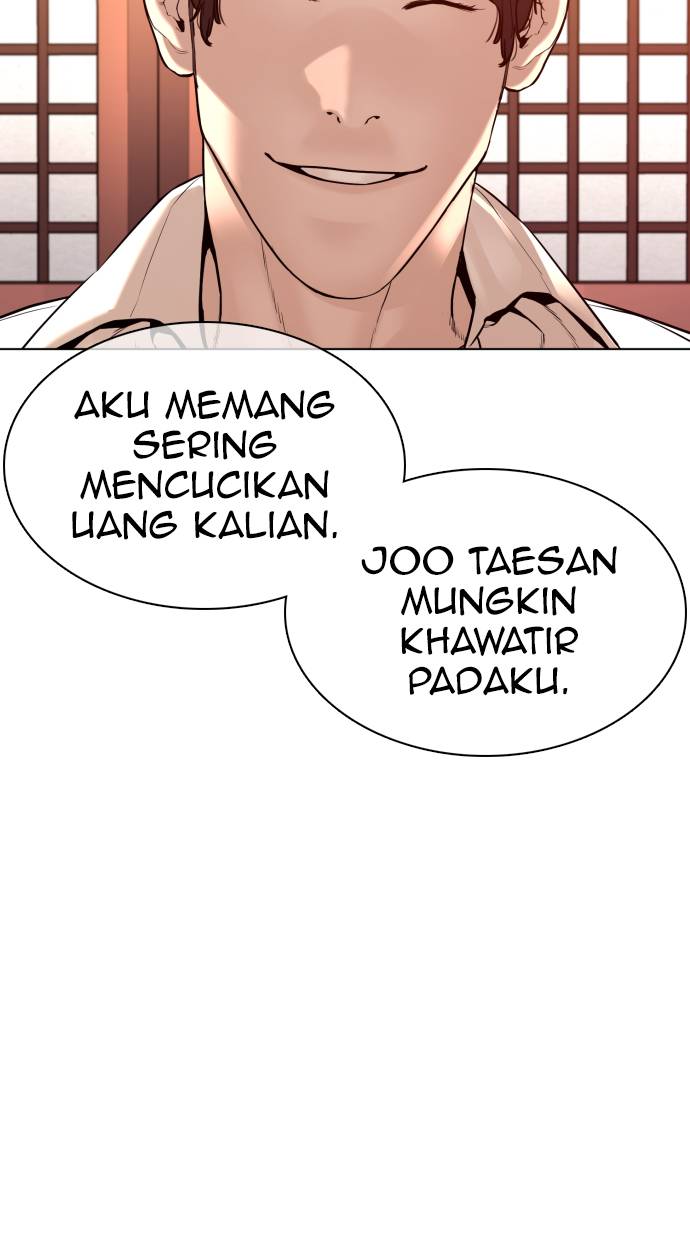 AKU MEMANG
SERING
MENCUCIKAN
UANG KALIAN.
JOO TAESAN
MUNGKIN
KHAWATIR
PADAKU.